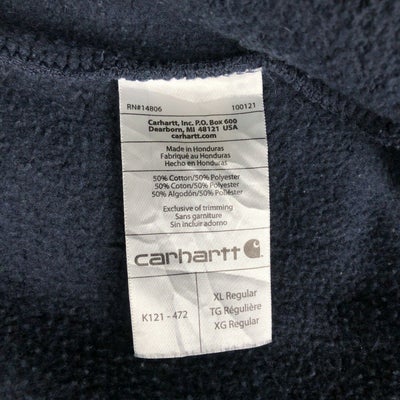 RN#14806 100121
Carhartt, Inc. P.O. Box 600
Dearborn, MI 48121 USA
carhartt.com
Made in Honduras
Fabriqué au Honduras
Hecho en Honduras
50% Cotton/50% Polyester
50% Coton/50% Polyester
50% Algodón/50% Poliéster
Exclusive of trimming
Sans garniture
Sin incluir adorno
carhartt
K121 - 472
XL Regular
TG Régulière
XG Regular